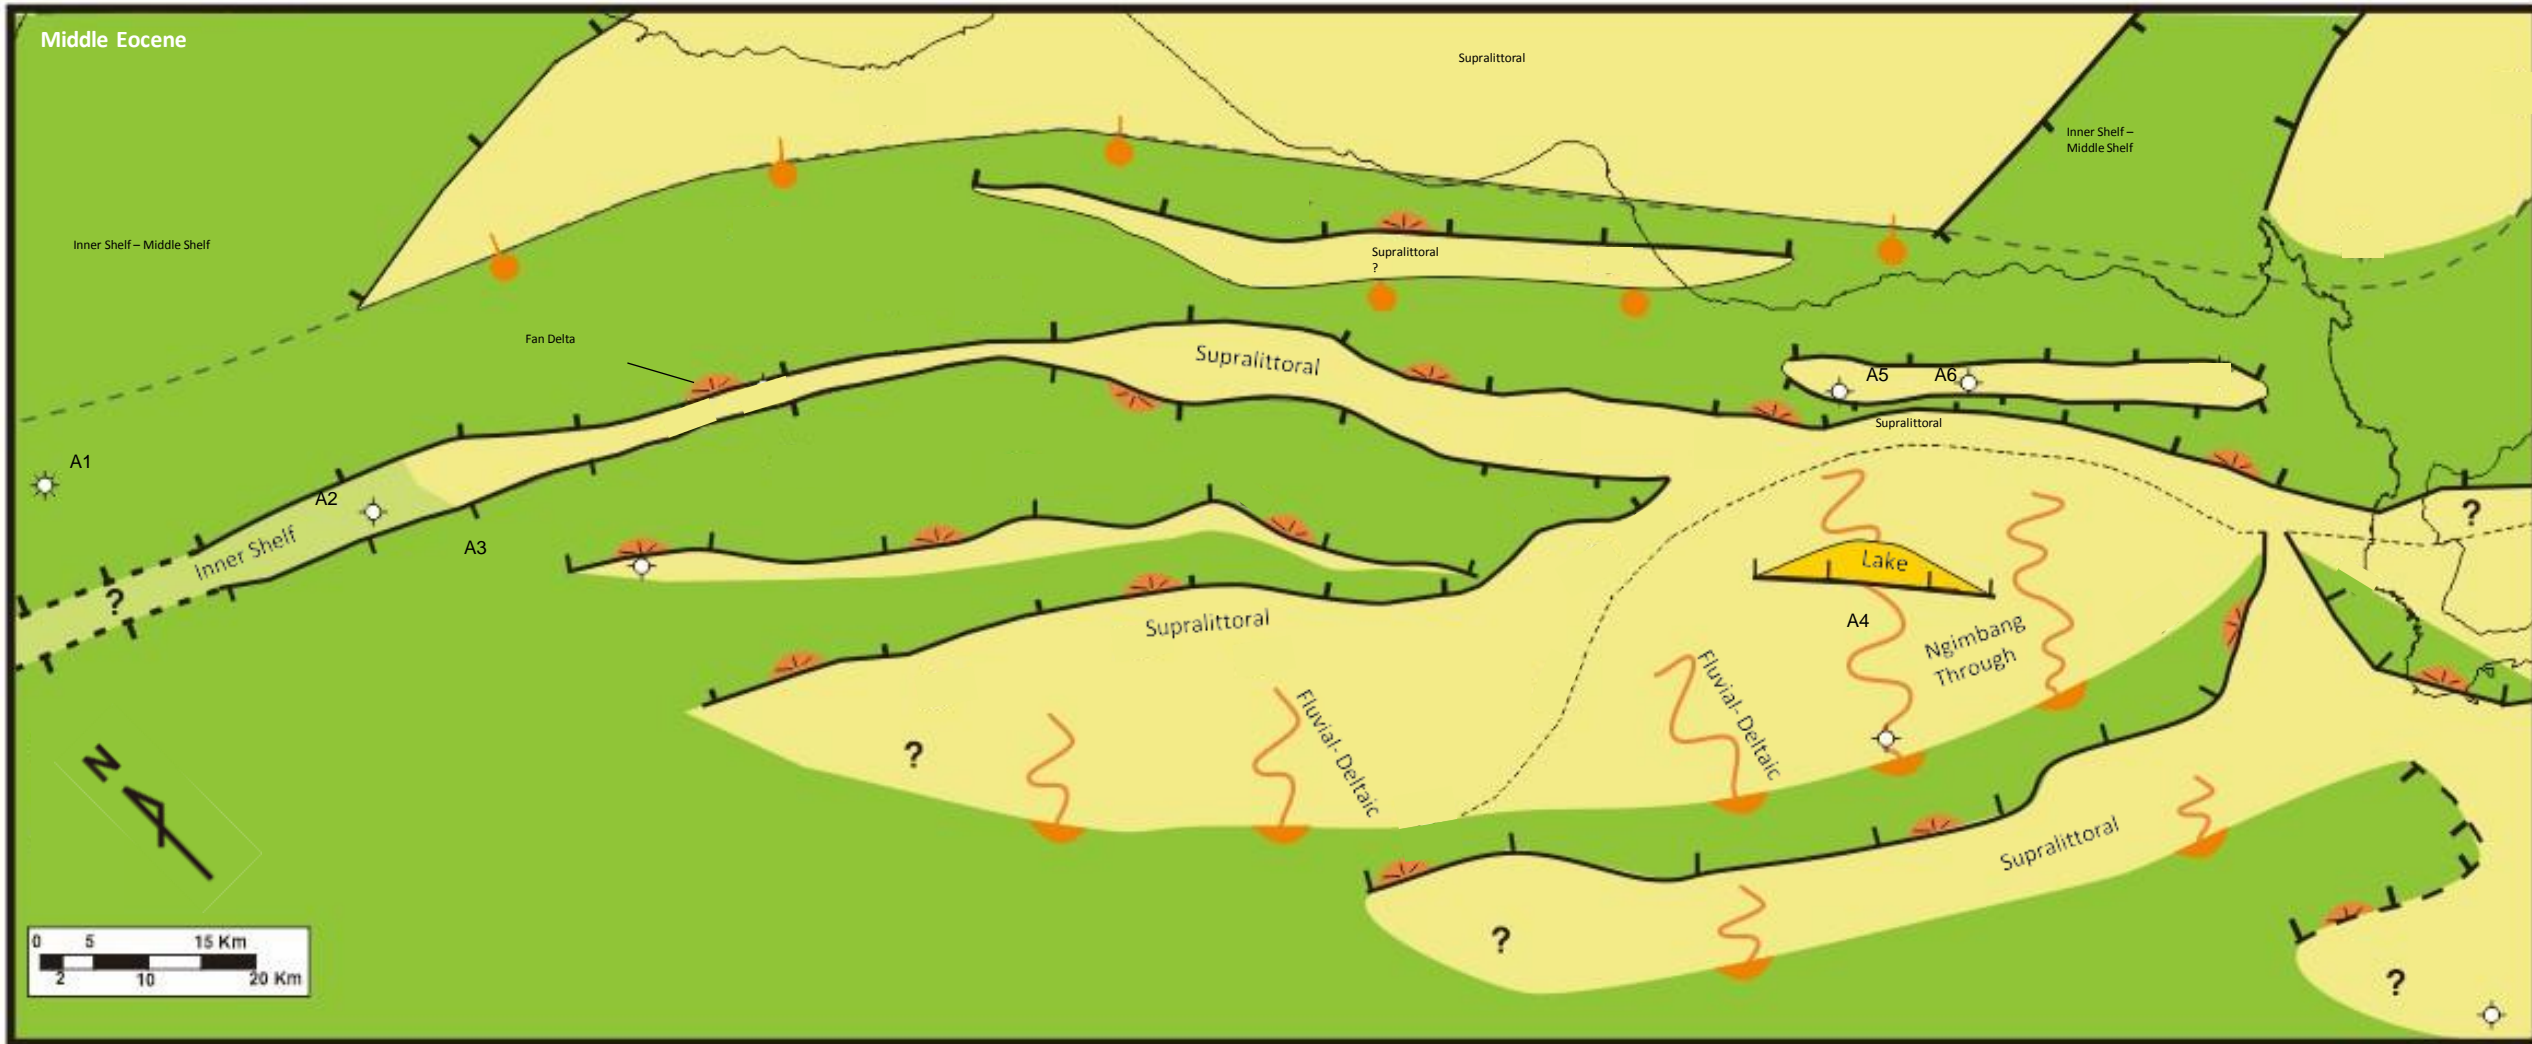 Middle Eocene
Supralittoral
Inner Shelf –
Middle Shelf
Inner Shelf – Middle Shelf
Supralittoral
?
Fan Delta
Supralittoral
A5
A6
Supralittoral
A1
A2
A3
Inner Shelf
?
?
Lake
A4
Ngimbang
Through
Supralittoral
Fluvial-Deltaic
Fluvial-Deltaic
?
Supralittoral
?
?
N
0 5 15 Km
2 10 20 Km